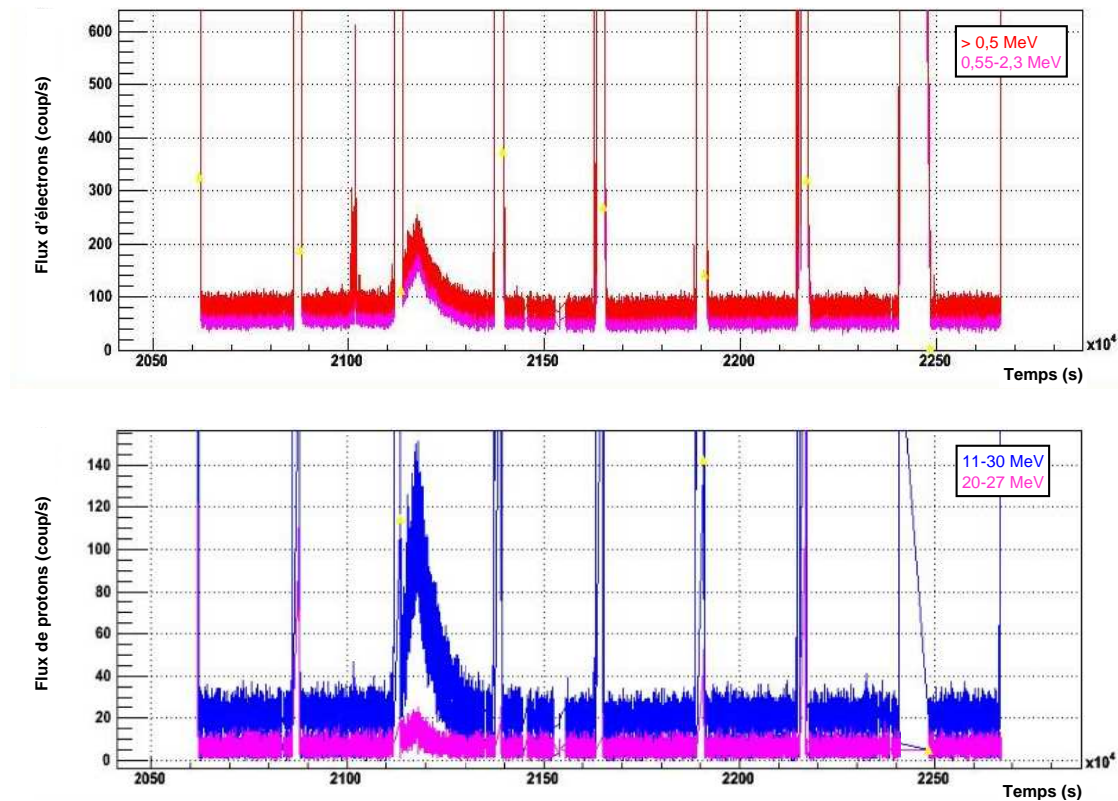 Flux d'électrons (coup/s)
600
500
400
300
200
100
0
> 0,5 MeV
0,55-2,3 MeV
2050
2100
2150
2200
2250
x10⁴
Temps (s)
Flux de protons (coup/s)
140
120
100
80
60
40
20
0
11-30 MeV
20-27 MeV
2050
2100
2150
2200
2250
x10⁴
Temps (s)